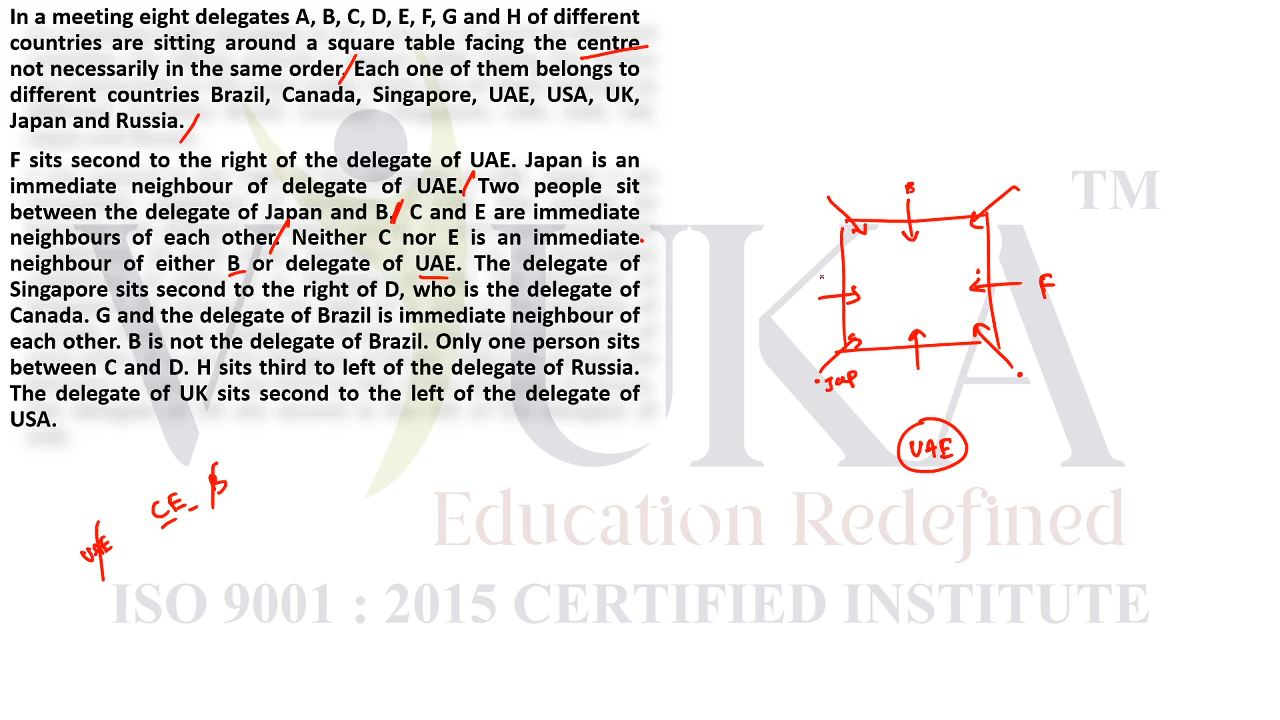 In a meeting eight delegates A, B, C, D, E, F, G and H of different
countries are sitting around a square table facing the centre
not necessarily in the same order. Each one of them belongs to
different countries Brazil, Canada, Singapore, UAE, USA, UK,
Japan and Russia.
F sits second to the right of the delegate of UAE. Japan is an
immediate neighbour of delegate of UAE. Two people sit
between the delegate of Japan and B. C and E are immediate
neighbours of each other. Neither C nor E is an immediate
neighbour of either B or delegate of UAE. The delegate of
Singapore sits second to the right of D, who is the delegate of
Canada. G and the delegate of Brazil is immediate neighbour of
each other. B is not the delegate of Brazil. Only one person sits
between C and D. H sits third to left of the delegate of Russia.
The delegate of UK sits second to the left of the delegate of
USA.
TM
B
F
Jap
UAE
CE_ B
UAE
YUKKA
Education Redefined
ISO 9001 : 2015 CERTIFIED INSTITUTE